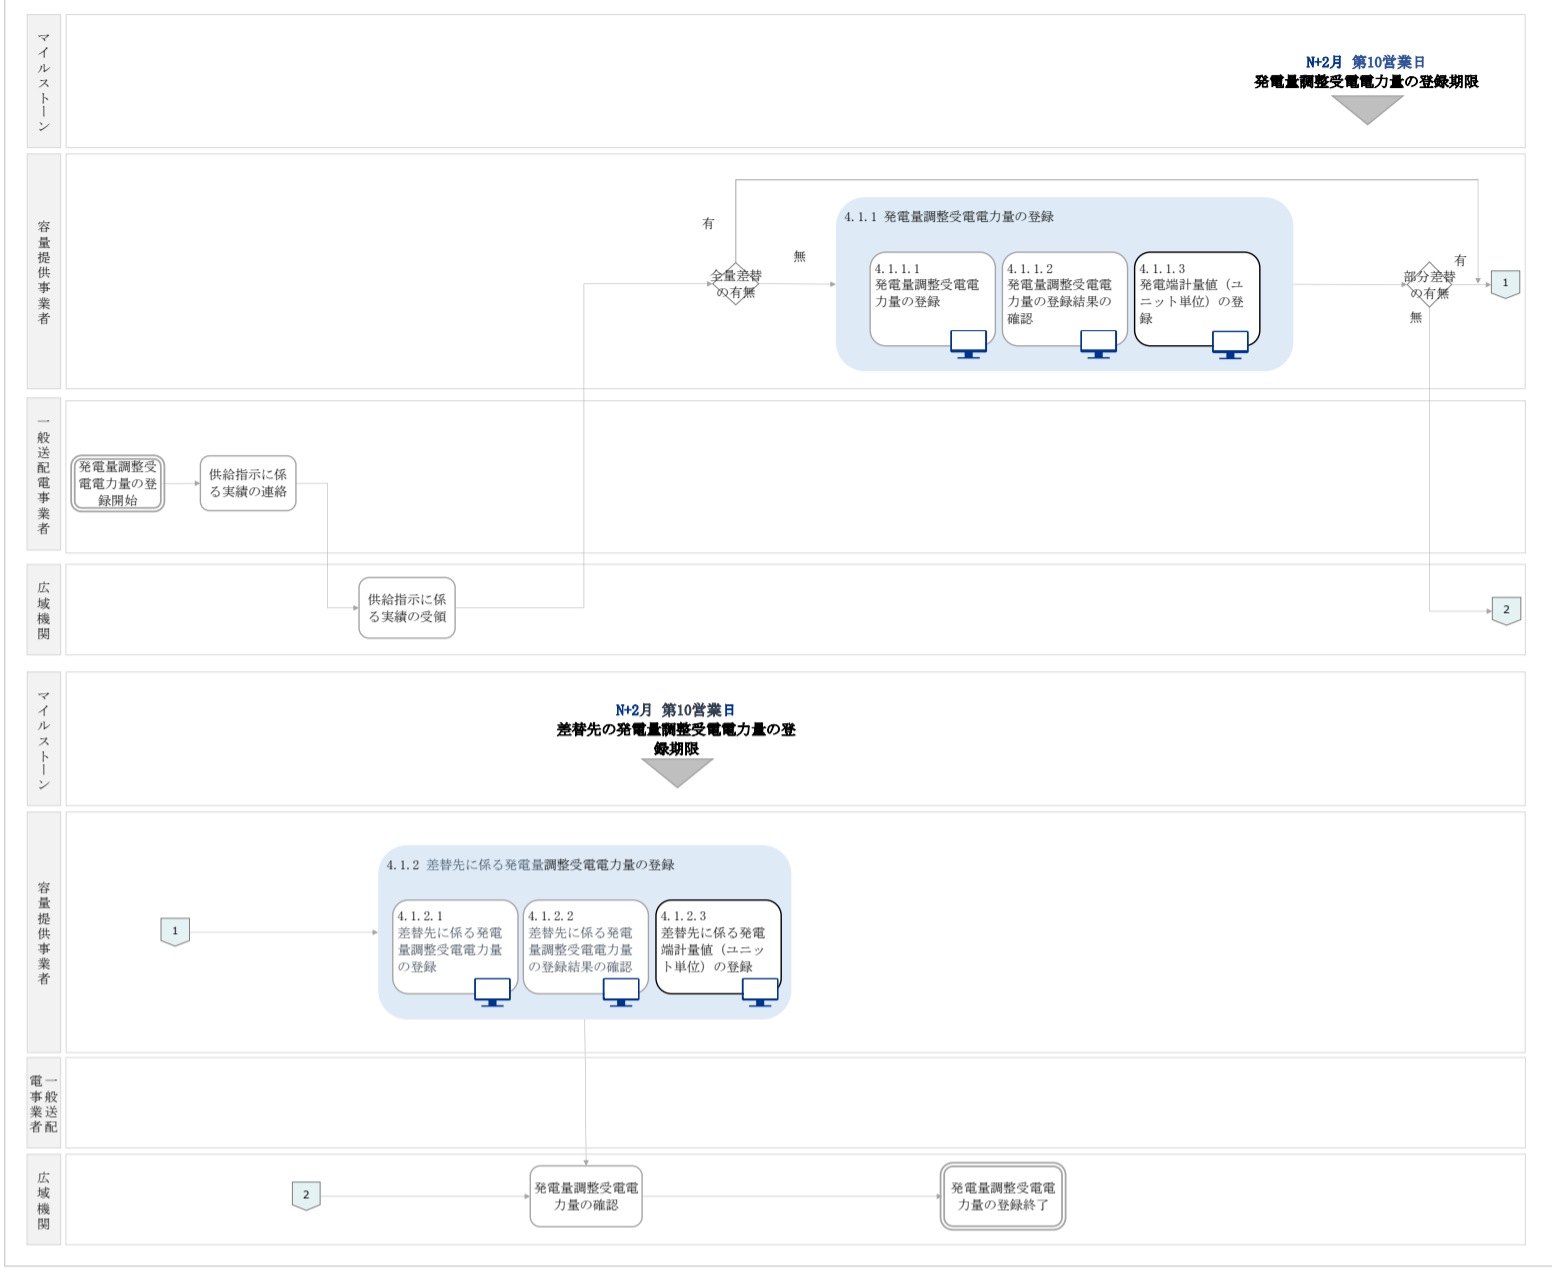 マイルストーン
N+2月 第10営業日
発電量調整受電電力量の登録期限
容量提供事業者
有
無
全量差替
の有無
4.1.1 発電量調整受電電力量の登録
4.1.1.1
発電量調整受電電
力量の登録
4.1.1.2
発電量調整受電電
力量の登録結果の
確認
4.1.1.3
発電端計量値（ユ
ニット単位）の登
録
部分差替
の有無
有
無
1
一般送配電事業者
発電量調整受
電電力量の登
録開始
供給指示に係
る実績の連絡
広域機関
供給指示に係
る実績の受領
2
マイルストーン
N+2月 第10営業日
差替先の発電量調整受電電力量の登
録期限
容量提供事業者
1
4.1.2 差替先に係る発電量調整受電電力量の登録
4.1.2.1
差替先に係る発電
量調整受電電力量
の登録
4.1.2.2
差替先に係る発電
量調整受電電力量
の登録結果の確認
4.1.2.3
差替先に係る発電
端計量値（ユニッ
ト単位）の登録
一般送配
電事業者
広域機関
2
発電量調整受電電
力量の確認
発電量調整受電電
力量の登録終了